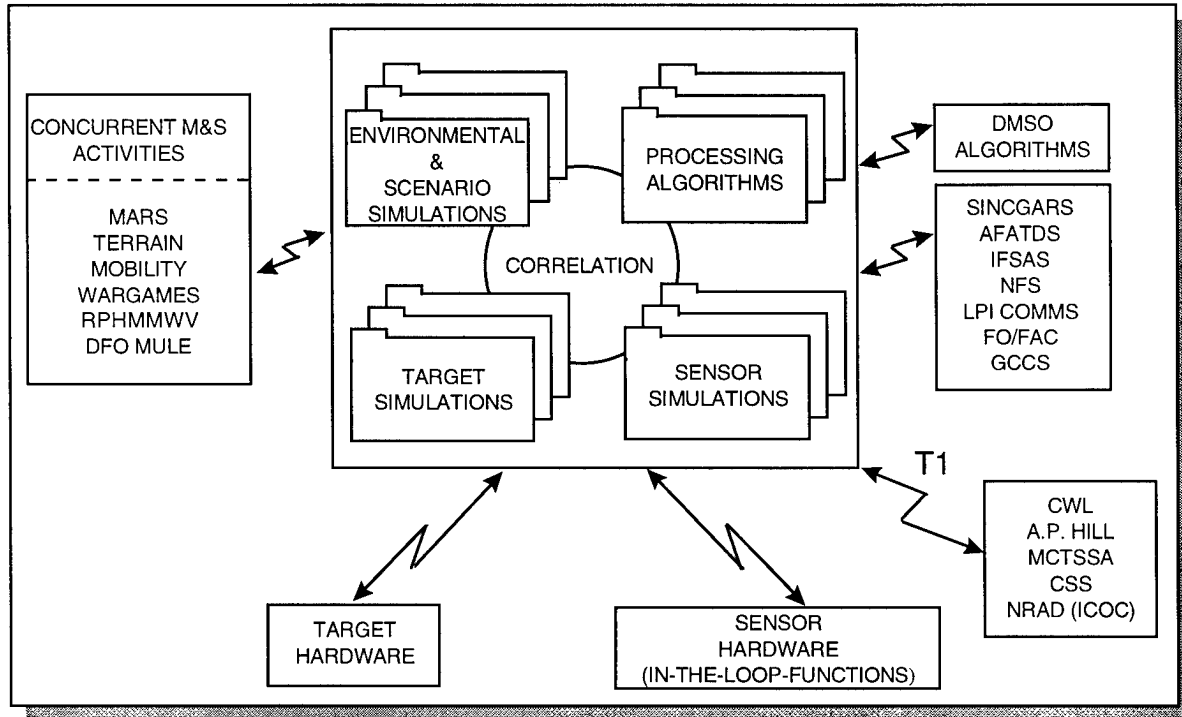 CONCURRENT M&S
ACTIVITIES
MARS
TERRAIN
MOBILITY
WARGAMES
RPHMMWV
DFO MULE
ENVIRONMENTAL
&
SCENARIO
SIMULATIONS
PROCESSING
ALGORITHMS
CORRELATION
TARGET
SIMULATIONS
SENSOR
SIMULATIONS
DMSO
ALGORITHMS
SINCGARS
AFATDS
IFSAS
NFS
LPI COMMS
FO/FAC
GCCS
T1
CWL
A.P. HILL
MCTSSA
CSS
NRAD (ICOC)
TARGET
HARDWARE
SENSOR
HARDWARE
(IN-THE-LOOP-FUNCTIONS)